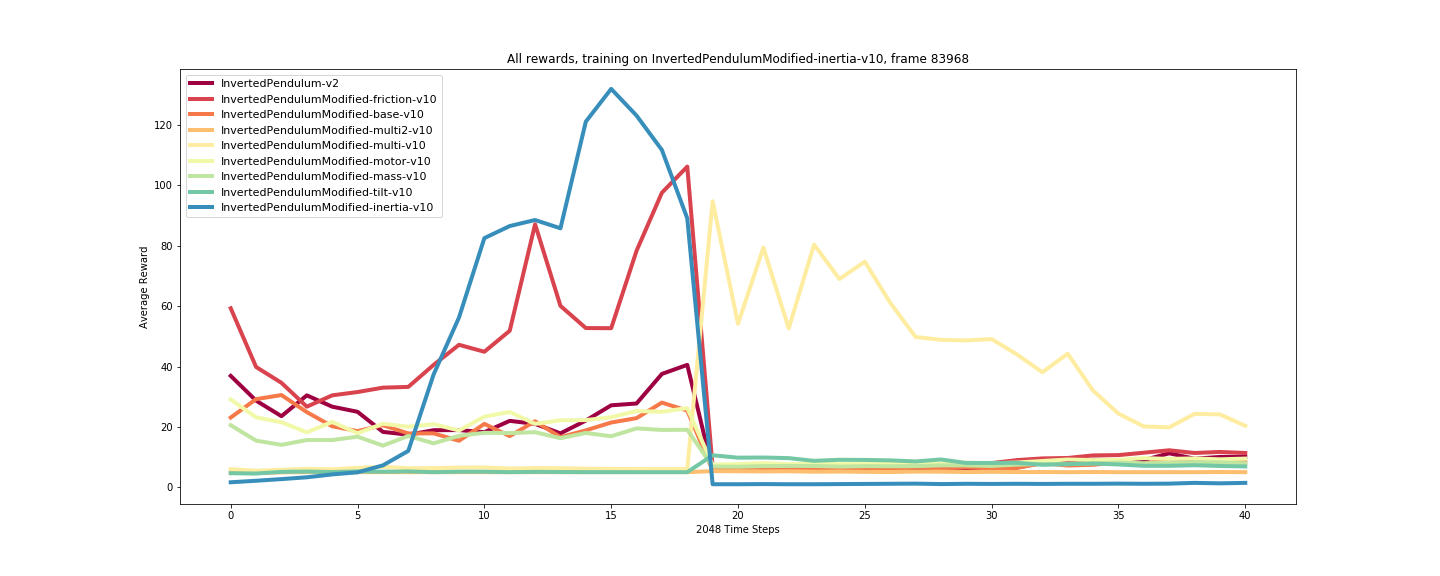 All rewards, training on InvertedPendulumModified-inertia-v10, frame 83968
InvertedPendulum-v2
InvertedPendulumModified-friction-v10
InvertedPendulumModified-base-v10
InvertedPendulumModified-multi2-v10
InvertedPendulumModified-multi-v10
InvertedPendulumModified-motor-v10
InvertedPendulumModified-mass-v10
InvertedPendulumModified-tilt-v10
InvertedPendulumModified-inertia-v10
Average Reward
120
100
80
60
40
20
0
0 5 10 15 20 25 30 35 40
2048 Time Steps